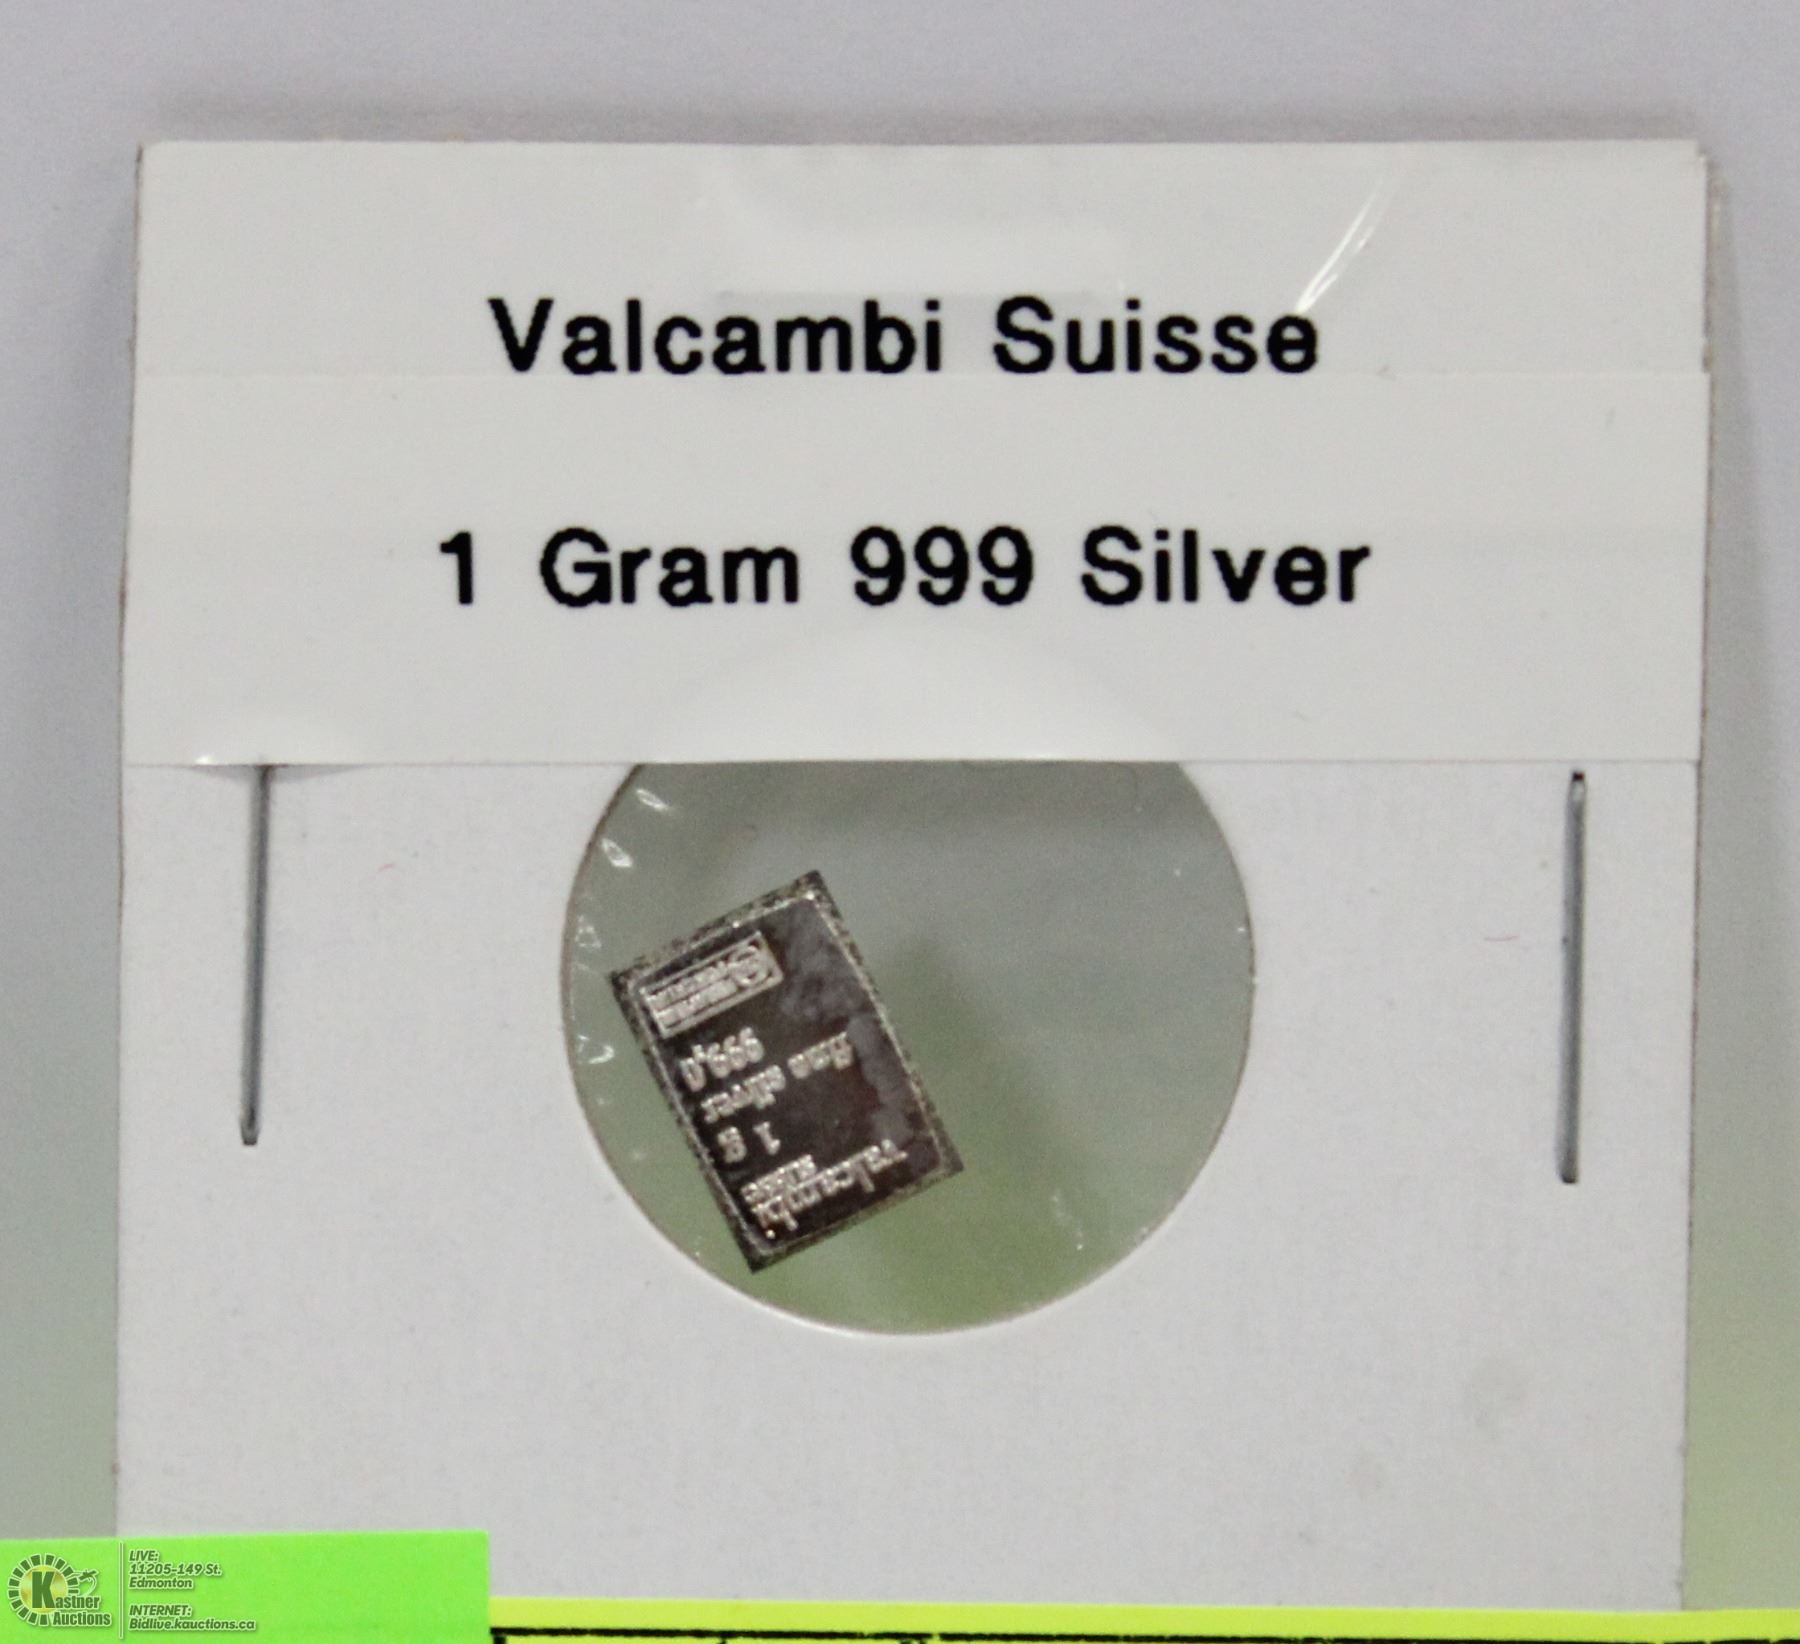 Valcambi Suisse
1 Gram 999 Silver
valcambi
suisse
1 g
fine silver
999,0
K
Kastner
Auctions
LIVE:
11205-149 St.
Edmonton
INTERNET:
Bidlive.kauctions.ca